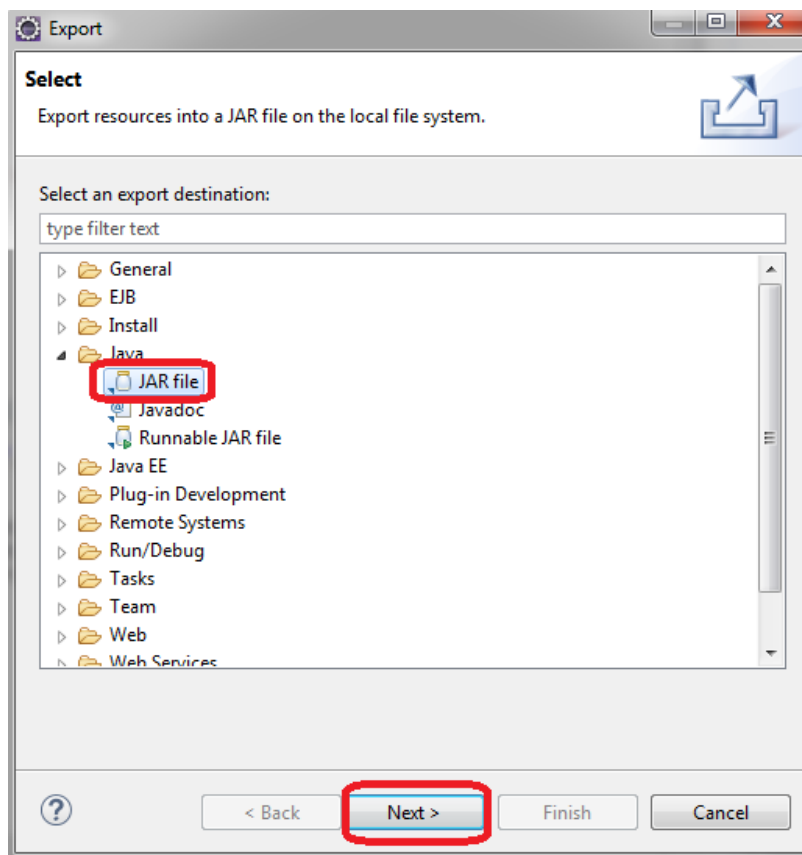 Export
Select
Export resources into a JAR file on the local file system.
Select an export destination:
type filter text
General
EJB
Install
Java
JAR file
Javadoc
Runnable JAR file
Java EE
Plug-in Development
Remote Systems
Run/Debug
Tasks
Team
Web
Web Services
? < Back Next > Finish Cancel